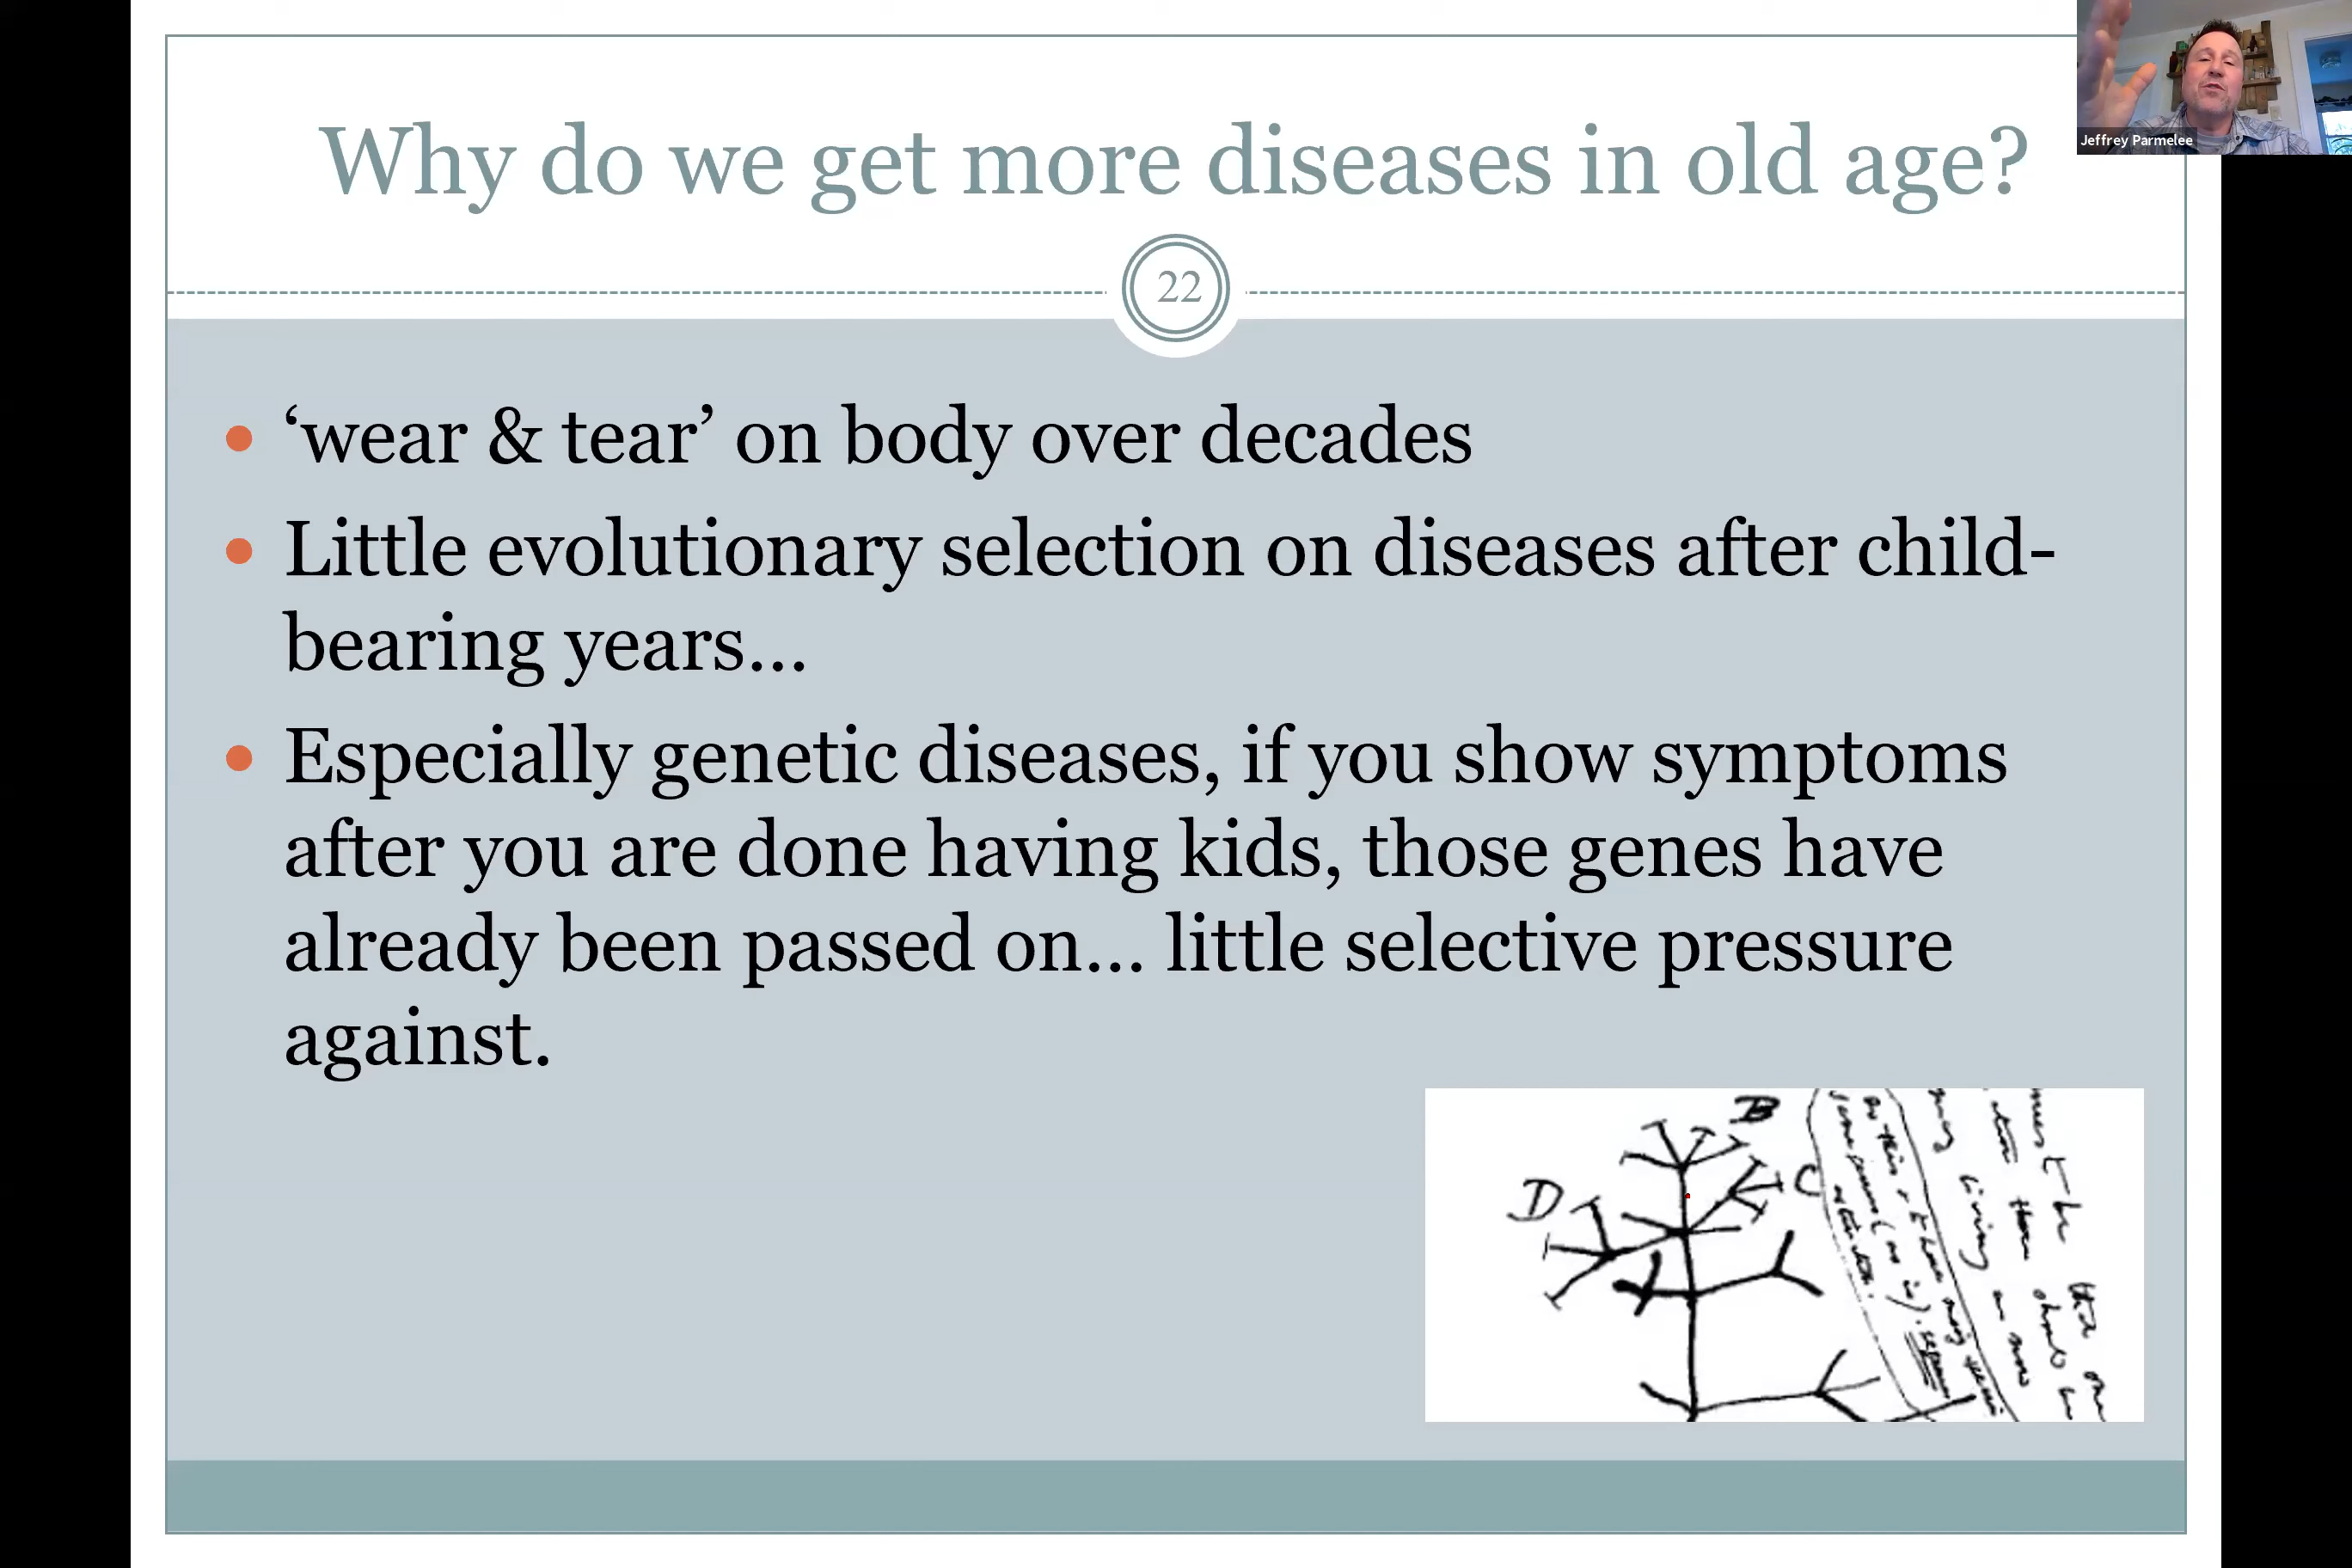 Jeffrey Parmelee
Why do we get more diseases in old age?
22
‘wear & tear’ on body over decades
Little evolutionary selection on diseases after child-
bearing years...
Especially genetic diseases, if you show symptoms
after you are done having kids, those genes have
already been passed on... little selective pressure
against.
B
C
D